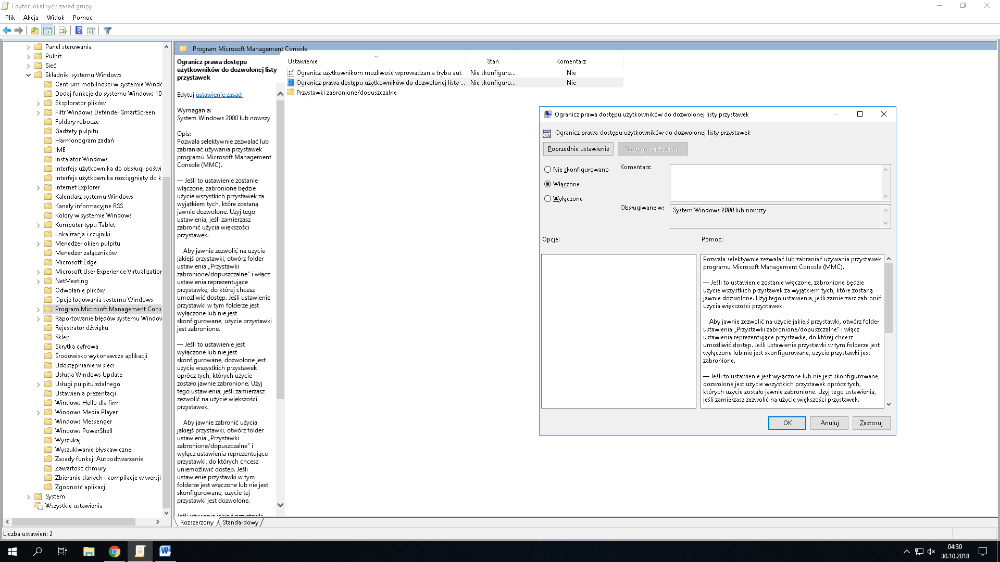 Edytor lokalnych zasad grupy
Plik Akcja Widok Pomoc
Panel sterowania
Pulpit
Sieć
Składniki systemu Windows
Centrum mobilności w systemie Windo
Dodaj funkcje do systemu Windows 10
Eksplorator plików
Filtr Windows Defender SmartScreen
Foldery robocze
Gadżety pulpitu
Harmonogram zadań
IME
Instalator Windows
Interfejs użytkownika do obsługi poświ
Interfejs użytkownika rozciągnięty do k
Internet Explorer
Kalendarz systemu Windows
Kanały informacyjne RSS
Kolory w systemie Windows
Komputer typu Tablet
Lokalizacja i czujniki
Menedżer okien pulpitu
Menedżer załączników
Microsoft Edge
Microsoft User Experience Virtualization
NetMeeting
Odwołanie plików
Opcje logowania systemu Windows
Program Microsoft Management Cons
Raportowanie błędów systemu Window
Rejestrator dźwięku
Sklep
Skrytka cyfrowa
Środowisko wykonawcze aplikacji
Udostępnianie w sieci
Usługa Windows Update
Usługi pulpitu zdalnego
Ustawienia prezentacji
Windows Hello dla firm
Windows Media Player
Windows Messenger
Windows PowerShell
Wyszukaj
Wyszukiwanie błyskawiczne
Zasady funkcji Autoodtwarzanie
Zawartość chmury
Zbieranie danych i kompilacje w wersji
Zgodność aplikacji
System
Wszystkie ustawienia
Program Microsoft Management Console
Ogranicz prawa dostępu
użytkowników do dozwolonej listy
przystawek
Edytuj ustawienie zasad
Wymagania:
System Windows 2000 lub nowszy
Opis:
Pozwala selektywnie zezwalać lub
zabraniać używania przystawek
programu Microsoft Management
Console (MMC).
— Jeśli to ustawienie zostanie
włączone, zabronione będzie
użycie wszystkich przystawek za
wyjątkiem tych, które zostaną
jawnie dozwolone. Użyj tego
ustawienia, jeśli zamierzasz
zabronić użycia większości
przystawek.
Aby jawnie zezwolić na użycie
jakiejś przystawki, otwórz folder
ustawienia „Przystawki
zabronione/dopuszczalne” i włącz
ustawienia reprezentujące
przystawkę, do której chcesz
umożliwić dostęp. Jeśli ustawienie
przystawki w tym folderze jest
wyłączone lub nie jest
skonfigurowane, użycie przystawki
jest zabronione.
— Jeśli to ustawienie jest
wyłączone lub nie jest
skonfigurowane, dozwolone jest
użycie wszystkich przystawek
oprócz tych, których użycie
zostało jawnie zabronione. Użyj
tego ustawienia, jeśli zamierzasz
zezwolić na użycie większości
przystawek.
Aby jawnie zabronić użycia
jakiejś przystawki, otwórz folder
ustawienia „Przystawki
zabronione/dopuszczalne” i
wyłącz ustawienia reprezentujące
przystawki, do których chcesz
uniemożliwić dostęp. Jeśli
ustawienie przystawki w tym
folderze jest włączone lub nie jest
skonfigurowane, użycie tej
przystawki jest dozwolone.
Jeśli używanie jakiejś przystawki
Rozszerzony Standardowy
Ustawienie Stan Komentarz
Ogranicz użytkownikom możliwość wprowadzania trybu aut Nie skonfiguro... Nie
Ogranicz prawa dostępu użytkowników do dozwolonej listy ... Nie skonfiguro... Nie
Przystawki zabronione/dopuszczalne
Ogranicz prawa dostępu użytkowników do dozwolonej listy przystawek
Ogranicz prawa dostępu użytkowników do dozwolonej listy przystawek
Poprzednie ustawienie Następne ustawienie
Nie skonfigurowano Komentarz:
Włączone
Wyłączone
Obsługiwane w: System Windows 2000 lub nowszy
Opcje: Pomoc:
Pozwala selektywnie zezwalać lub zabraniać używania przystawek
programu Microsoft Management Console (MMC).
— Jeśli to ustawienie zostanie włączone, zabronione będzie
użycie wszystkich przystawek za wyjątkiem tych, które zostaną
jawnie dozwolone. Użyj tego ustawienia, jeśli zamierzasz zabronić
użycia większości przystawek.
Aby jawnie zezwolić na użycie jakiejś przystawki, otwórz folder
ustawienia „Przystawki zabronione/dopuszczalne” i włącz
ustawienia reprezentujące przystawkę, do której chcesz
umożliwić dostęp. Jeśli ustawienie przystawki w tym folderze jest
wyłączone lub nie jest skonfigurowane, użycie przystawki jest
zabronione.
— Jeśli to ustawienie jest wyłączone lub nie jest skonfigurowane,
dozwolone jest użycie wszystkich przystawek oprócz tych,
których użycie zostało jawnie zabronione. Użyj tego ustawienia,
jeśli zamierzasz zezwolić na użycie większości przystawek.
OK Anuluj Zastosuj
Liczba ustawień: 2
04:30
30.10.2018